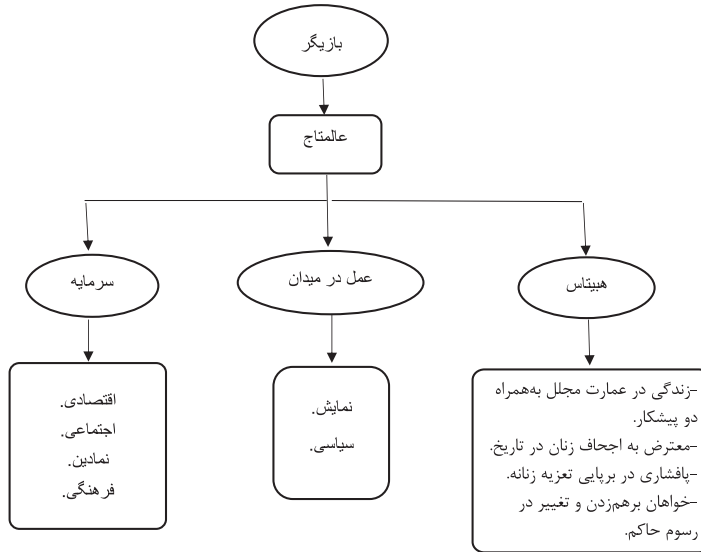 بازیگر
عالمتاج
هبیتاس
عمل در میدان
سرمایه
-زندگی در عمارت مجلل به‌همراه
دو پیشکار.
-معترض به اجحاف زنان در تاریخ.
-پافشاری در برپایی تعزیه زنانه.
-خواهان برهم‌زدن و تغییر در
رسوم حاکم.
نمایش.
سیاسی.
اقتصادی.
اجتماعی.
نمادین.
فرهنگی.